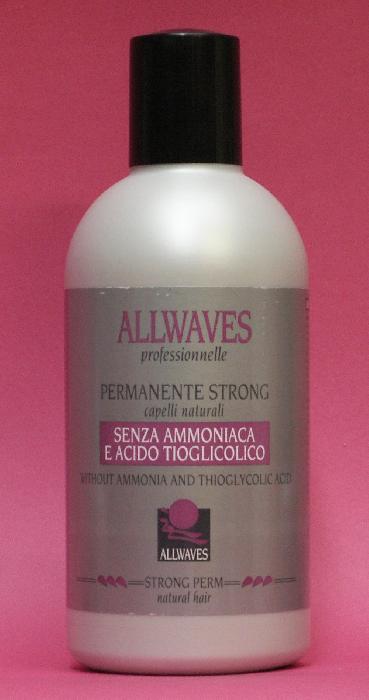 ALLWAVES
professionnelle
PERMANENTE STRONG
capelli naturali
SENZA AMMONIACA
E ACIDO TIOGLICOLICO
WITHOUT AMMONIA AND THIOGLYCOLIC ACID
ALLWAVES
STRONG PERM
natural hair